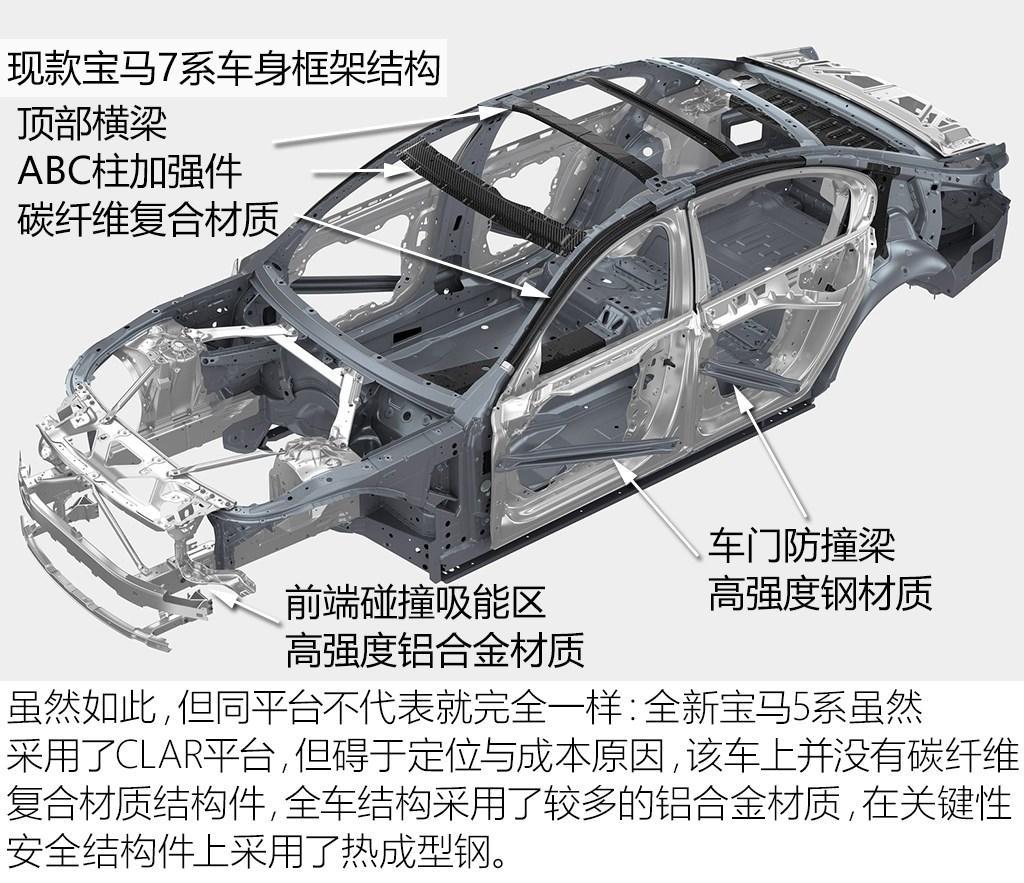 现款宝马7系车身框架结构
顶部横梁
ABC柱加强件
碳纤维复合材质
车门防撞梁
高强度钢材质
前端碰撞吸能区
高强度铝合金材质
虽然如此,但同平台不代表就完全一样:全新宝马5系虽然
采用了CLAR平台,但碍于定位与成本原因,该车上并没有碳纤维
复合材质结构件,全车结构采用了较多的铝合金材质,在关键性
安全结构件上采用了热成型钢。